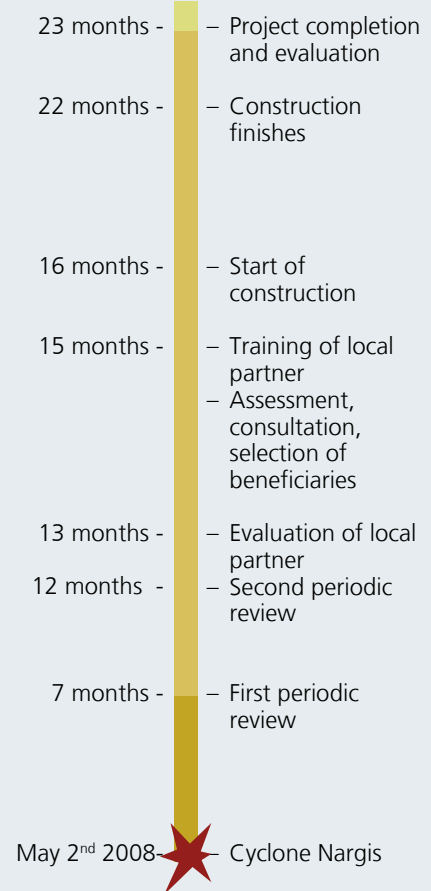 23 months - – Project completion
and evaluation
22 months - – Construction
finishes
16 months - – Start of
construction
15 months - – Training of local
partner
– Assessment,
consultation,
selection of
beneficiaries
13 months - – Evaluation of local
partner
12 months - – Second periodic
review
7 months - – First periodic
review
May 2nd 2008- – Cyclone Nargis